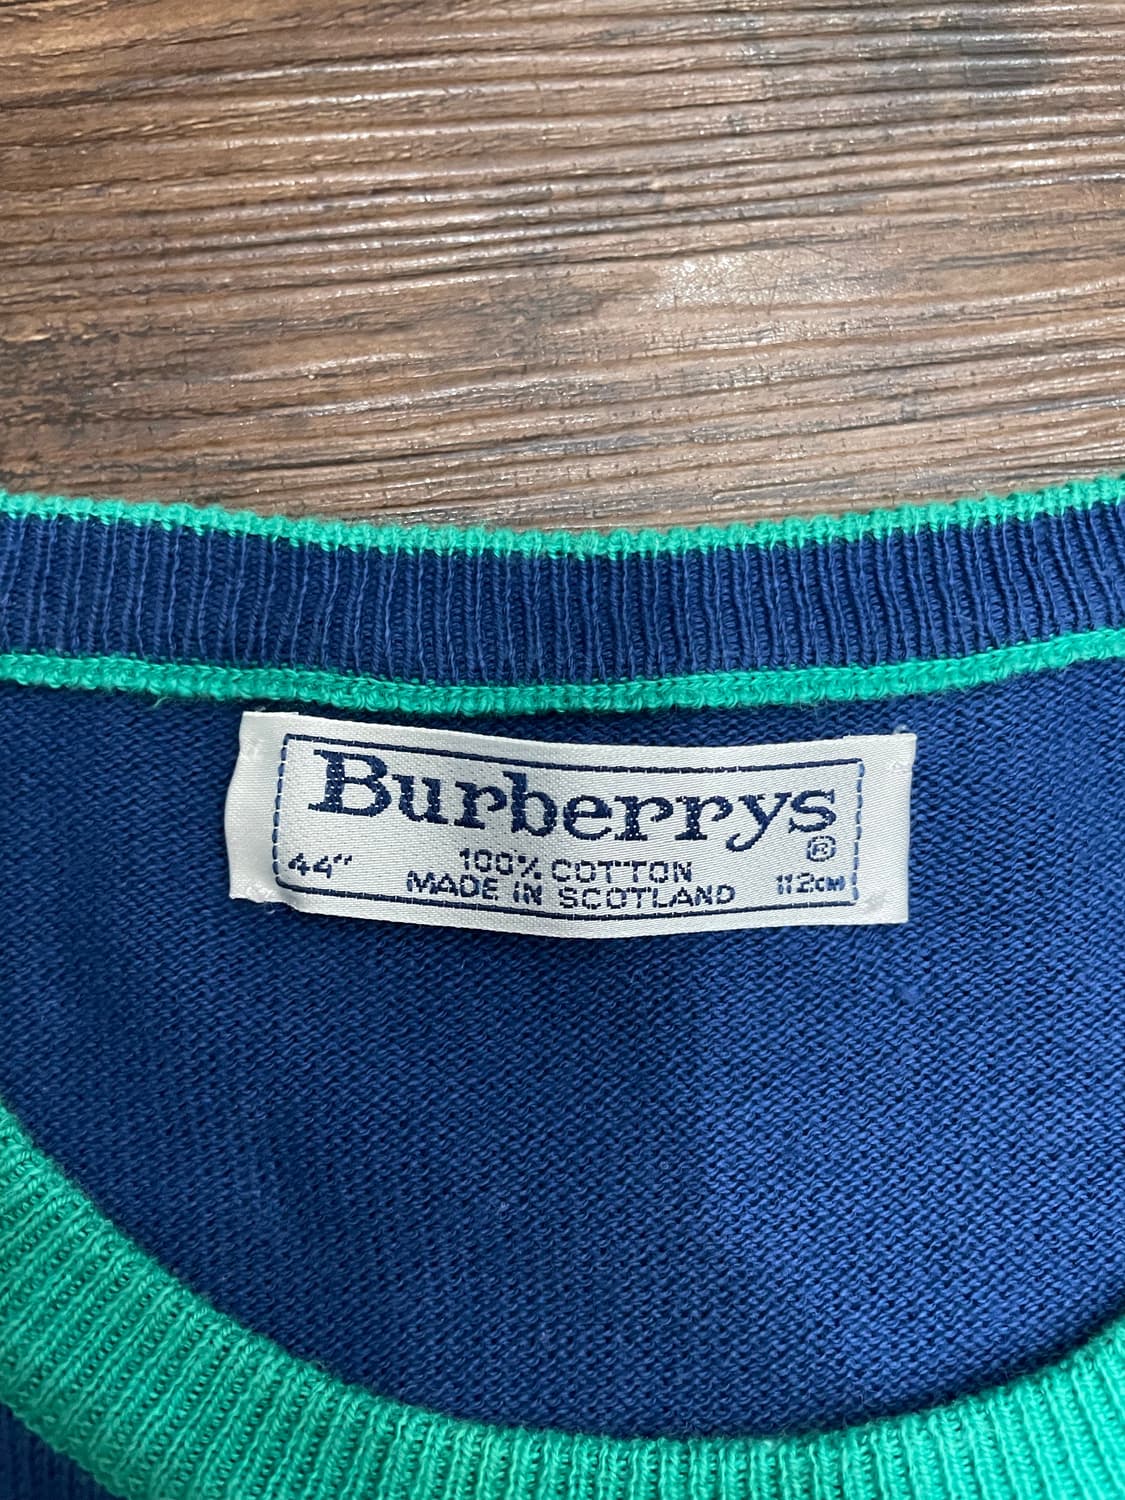 Burberrys
®
44" 100% COTTON
MADE IN SCOTLAND 112CM